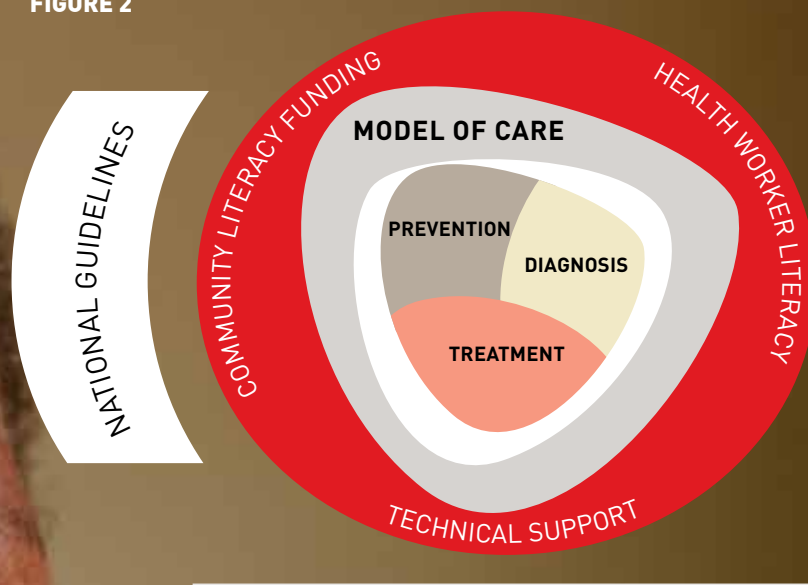 FIGURE 2
NATIONAL GUIDELINES
COMMUNITY LITERACY FUNDING
HEALTH WORKER LITERACY
MODEL OF CARE
PREVENTION
DIAGNOSIS
TREATMENT
TECHNICAL SUPPORT